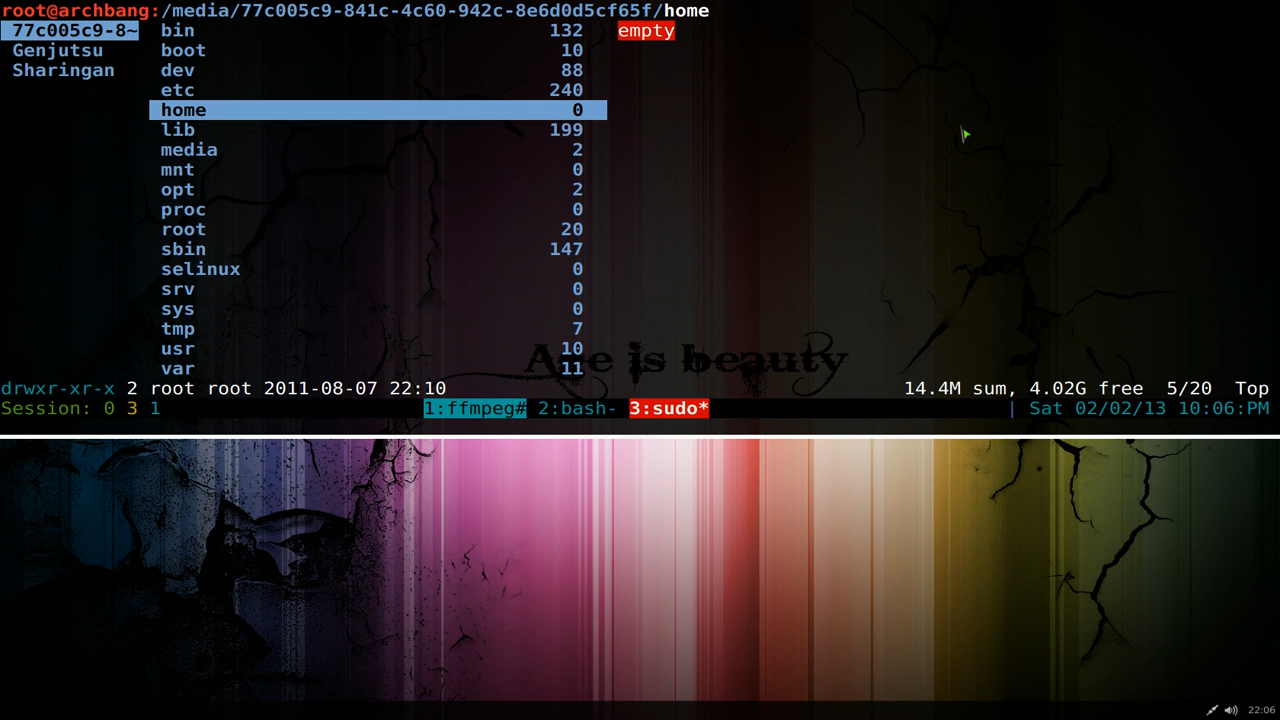 root@archbang:/media/77c005c9-841c-4c60-942c-8e6d0d5cf65f/home
77c005c9-8~ bin 132 empty
Genjutsu boot 10
Sharingan dev 88
etc 240
home 0
lib 199
media 2
mnt 0
opt 2
proc 0
root 20
sbin 147
selinux 0
srv 0
sys 0
tmp 7
usr 10
var 11
Age is beauty
drwxr-xr-x 2 root root 2011-08-07 22:10 14.4M sum, 4.02G free 5/20 Top
Session: 0 3 1 1:ffmpeg# 2:bash- 3:sudo* | Sat 02/02/13 10:06:PM
22:06